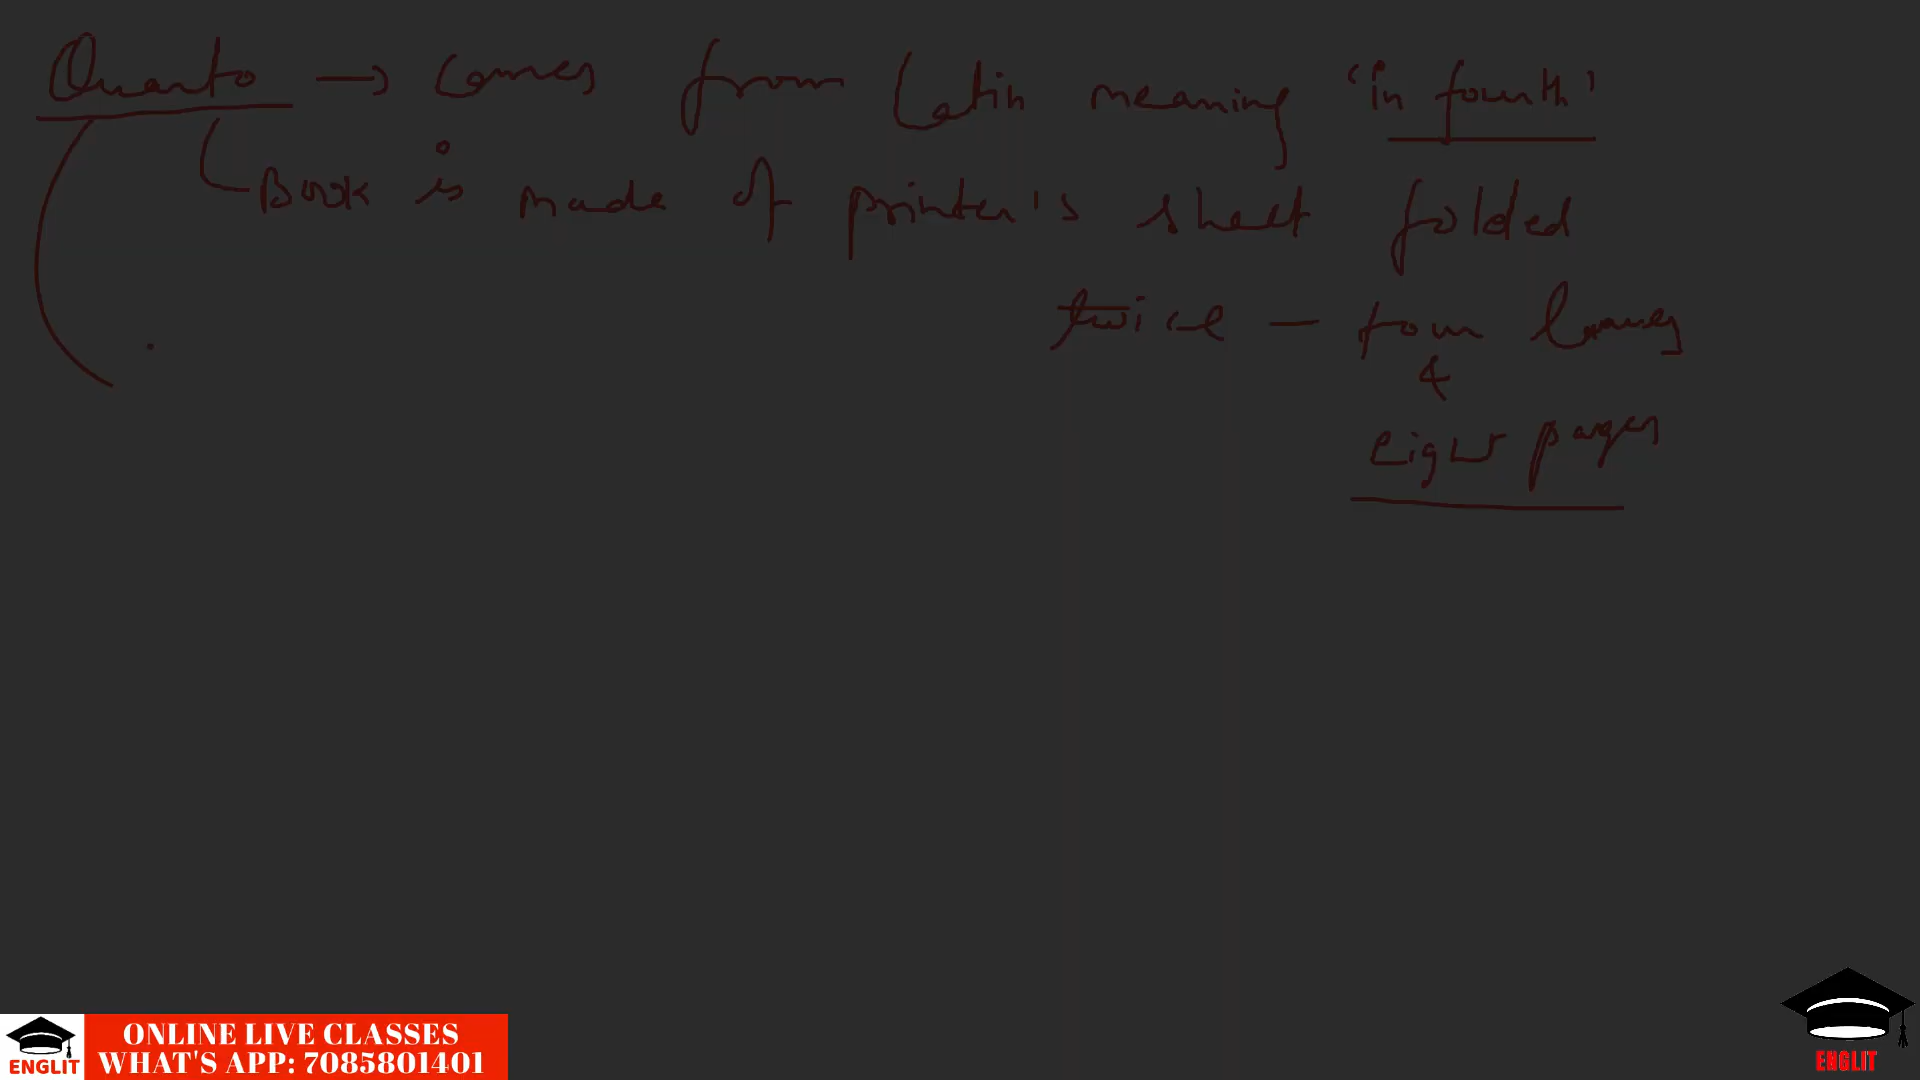 Quarto → comes from Latin meaning 'in fourth'
Book is made of printer's sheet folded
twice — four leaves
&
eight pages
ONLINE LIVE CLASSES
WHAT'S APP: 7085801401
ENGLIT
ENGLIT